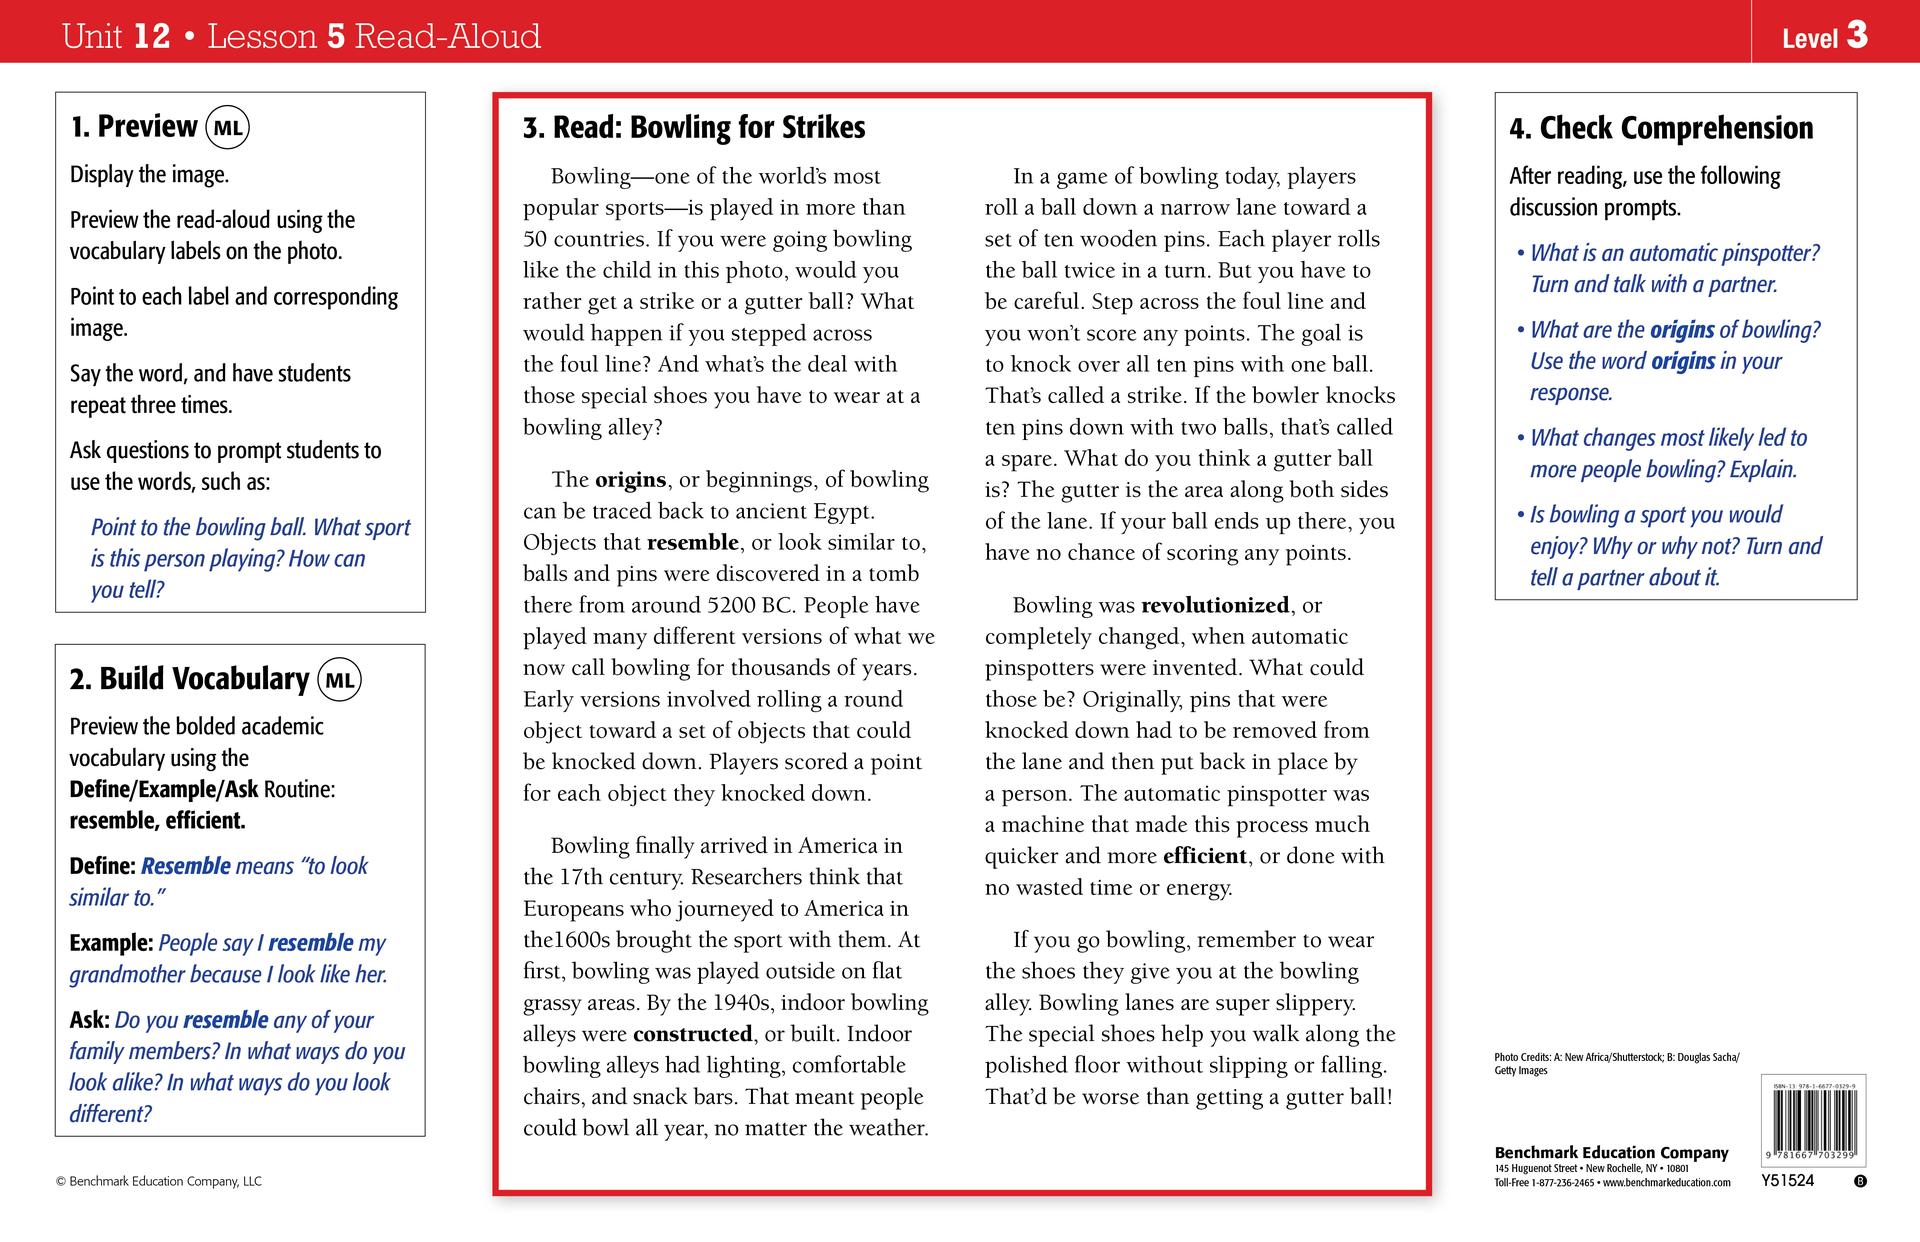 Unit 12 • Lesson 5 Read-Aloud
Level 3
1. Preview ML
Display the image.
Preview the read-aloud using the
vocabulary labels on the photo.
Point to each label and corresponding
image.
Say the word, and have students
repeat three times.
Ask questions to prompt students to
use the words, such as:
Point to the bowling ball. What sport
is this person playing? How can
you tell?
2. Build Vocabulary ML
Preview the bolded academic
vocabulary using the
Define/Example/Ask Routine:
resemble, efficient.
Define: Resemble means “to look
similar to.”
Example: People say I resemble my
grandmother because I look like her.
Ask: Do you resemble any of your
family members? In what ways do you
look alike? In what ways do you look
different?
© Benchmark Education Company, LLC
3. Read: Bowling for Strikes
Bowling—one of the world’s most
popular sports—is played in more than
50 countries. If you were going bowling
like the child in this photo, would you
rather get a strike or a gutter ball? What
would happen if you stepped across
the foul line? And what’s the deal with
those special shoes you have to wear at a
bowling alley?
The origins, or beginnings, of bowling
can be traced back to ancient Egypt.
Objects that resemble, or look similar to,
balls and pins were discovered in a tomb
there from around 5200 BC. People have
played many different versions of what we
now call bowling for thousands of years.
Early versions involved rolling a round
object toward a set of objects that could
be knocked down. Players scored a point
for each object they knocked down.
Bowling finally arrived in America in
the 17th century. Researchers think that
Europeans who journeyed to America in
the1600s brought the sport with them. At
first, bowling was played outside on flat
grassy areas. By the 1940s, indoor bowling
alleys were constructed, or built. Indoor
bowling alleys had lighting, comfortable
chairs, and snack bars. That meant people
could bowl all year, no matter the weather.
In a game of bowling today, players
roll a ball down a narrow lane toward a
set of ten wooden pins. Each player rolls
the ball twice in a turn. But you have to
be careful. Step across the foul line and
you won’t score any points. The goal is
to knock over all ten pins with one ball.
That’s called a strike. If the bowler knocks
ten pins down with two balls, that’s called
a spare. What do you think a gutter ball
is? The gutter is the area along both sides
of the lane. If your ball ends up there, you
have no chance of scoring any points.
Bowling was revolutionized, or
completely changed, when automatic
pinspotters were invented. What could
those be? Originally, pins that were
knocked down had to be removed from
the lane and then put back in place by
a person. The automatic pinspotter was
a machine that made this process much
quicker and more efficient, or done with
no wasted time or energy.
If you go bowling, remember to wear
the shoes they give you at the bowling
alley. Bowling lanes are super slippery.
The special shoes help you walk along the
polished floor without slipping or falling.
That’d be worse than getting a gutter ball!
4. Check Comprehension
After reading, use the following
discussion prompts.
• What is an automatic pinspotter?
Turn and talk with a partner.
• What are the origins of bowling?
Use the word origins in your
response.
• What changes most likely led to
more people bowling? Explain.
• Is bowling a sport you would
enjoy? Why or why not? Turn and
tell a partner about it.
Photo Credits: A: New Africa/Shutterstock; B: Douglas Sacha/
Getty Images
Benchmark Education Company
145 Huguenot Street • New Rochelle, NY • 10801
Toll-Free 1-877-236-2465 • www.benchmarkeducation.com
ISBN-13 978-1-6677-0329-9
9 781667 703299
Y51524
B